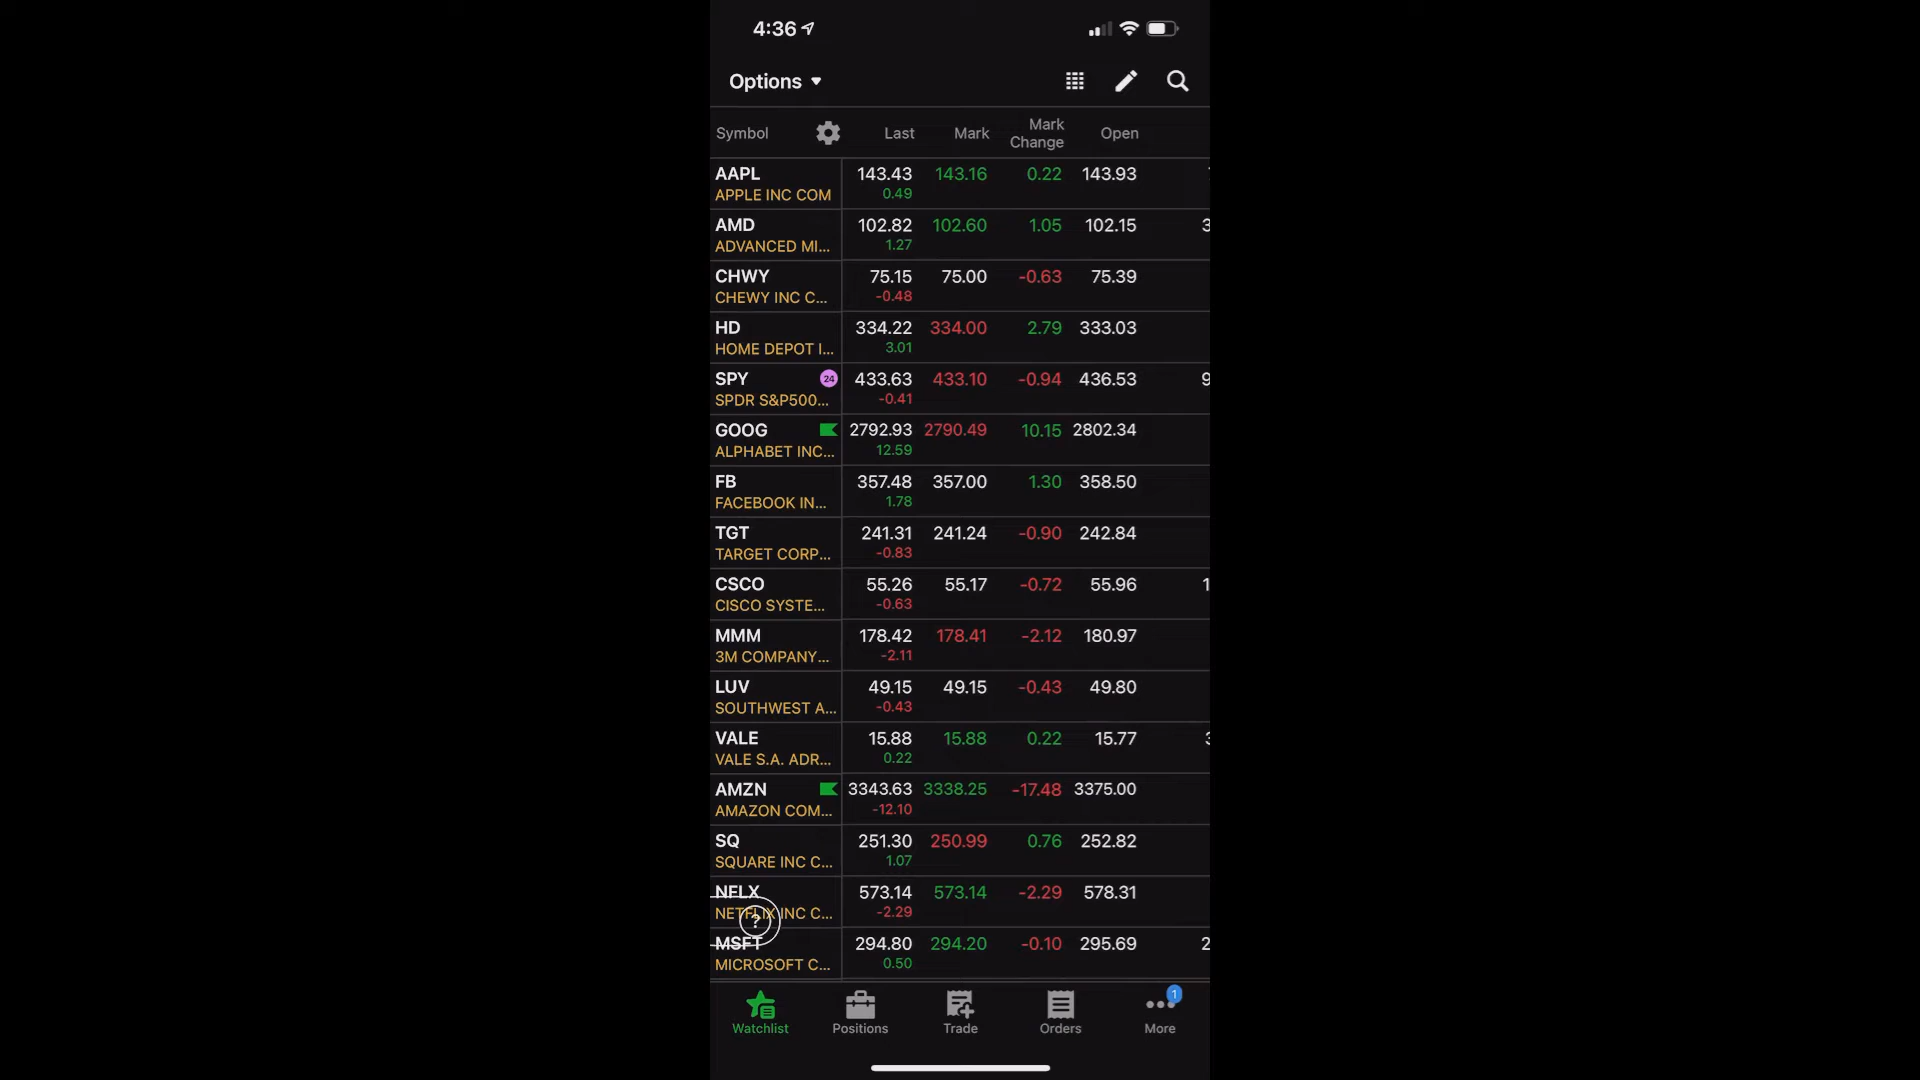 4:36
Options
Symbol Last Mark Mark Change Open
AAPL 143.43 143.16 0.22 143.93
APPLE INC COM 0.49
AMD 102.82 102.60 1.05 102.15 3
ADVANCED MI... 1.27
CHWY 75.15 75.00 -0.63 75.39
CHEWY INC C... -0.48
HD 334.22 334.00 2.79 333.03
HOME DEPOT I... 3.01
SPY 24 433.63 433.10 -0.94 436.53 9
SPDR S&P500... -0.41
GOOG 2792.93 2790.49 10.15 2802.34
ALPHABET INC... 12.59
FB 357.48 357.00 1.30 358.50
FACEBOOK IN... 1.78
TGT 241.31 241.24 -0.90 242.84
TARGET CORP... -0.83
CSCO 55.26 55.17 -0.72 55.96 1
CISCO SYSTE... -0.63
MMM 178.42 178.41 -2.12 180.97
3M COMPANY... -2.11
LUV 49.15 49.15 -0.43 49.80
SOUTHWEST A... -0.43
VALE 15.88 15.88 0.22 15.77 3
VALE S.A. ADR... 0.22
AMZN 3343.63 3338.25 -17.48 3375.00
AMAZON COM... -12.10
SQ 251.30 250.99 0.76 252.82
SQUARE INC C... 1.07
NFLX 573.14 573.14 -2.29 578.31
NETFLIX INC C... -2.29
?
MSFT 294.80 294.20 -0.10 295.69 2
MICROSOFT C... 0.50
1
Watchlist Positions Trade Orders More